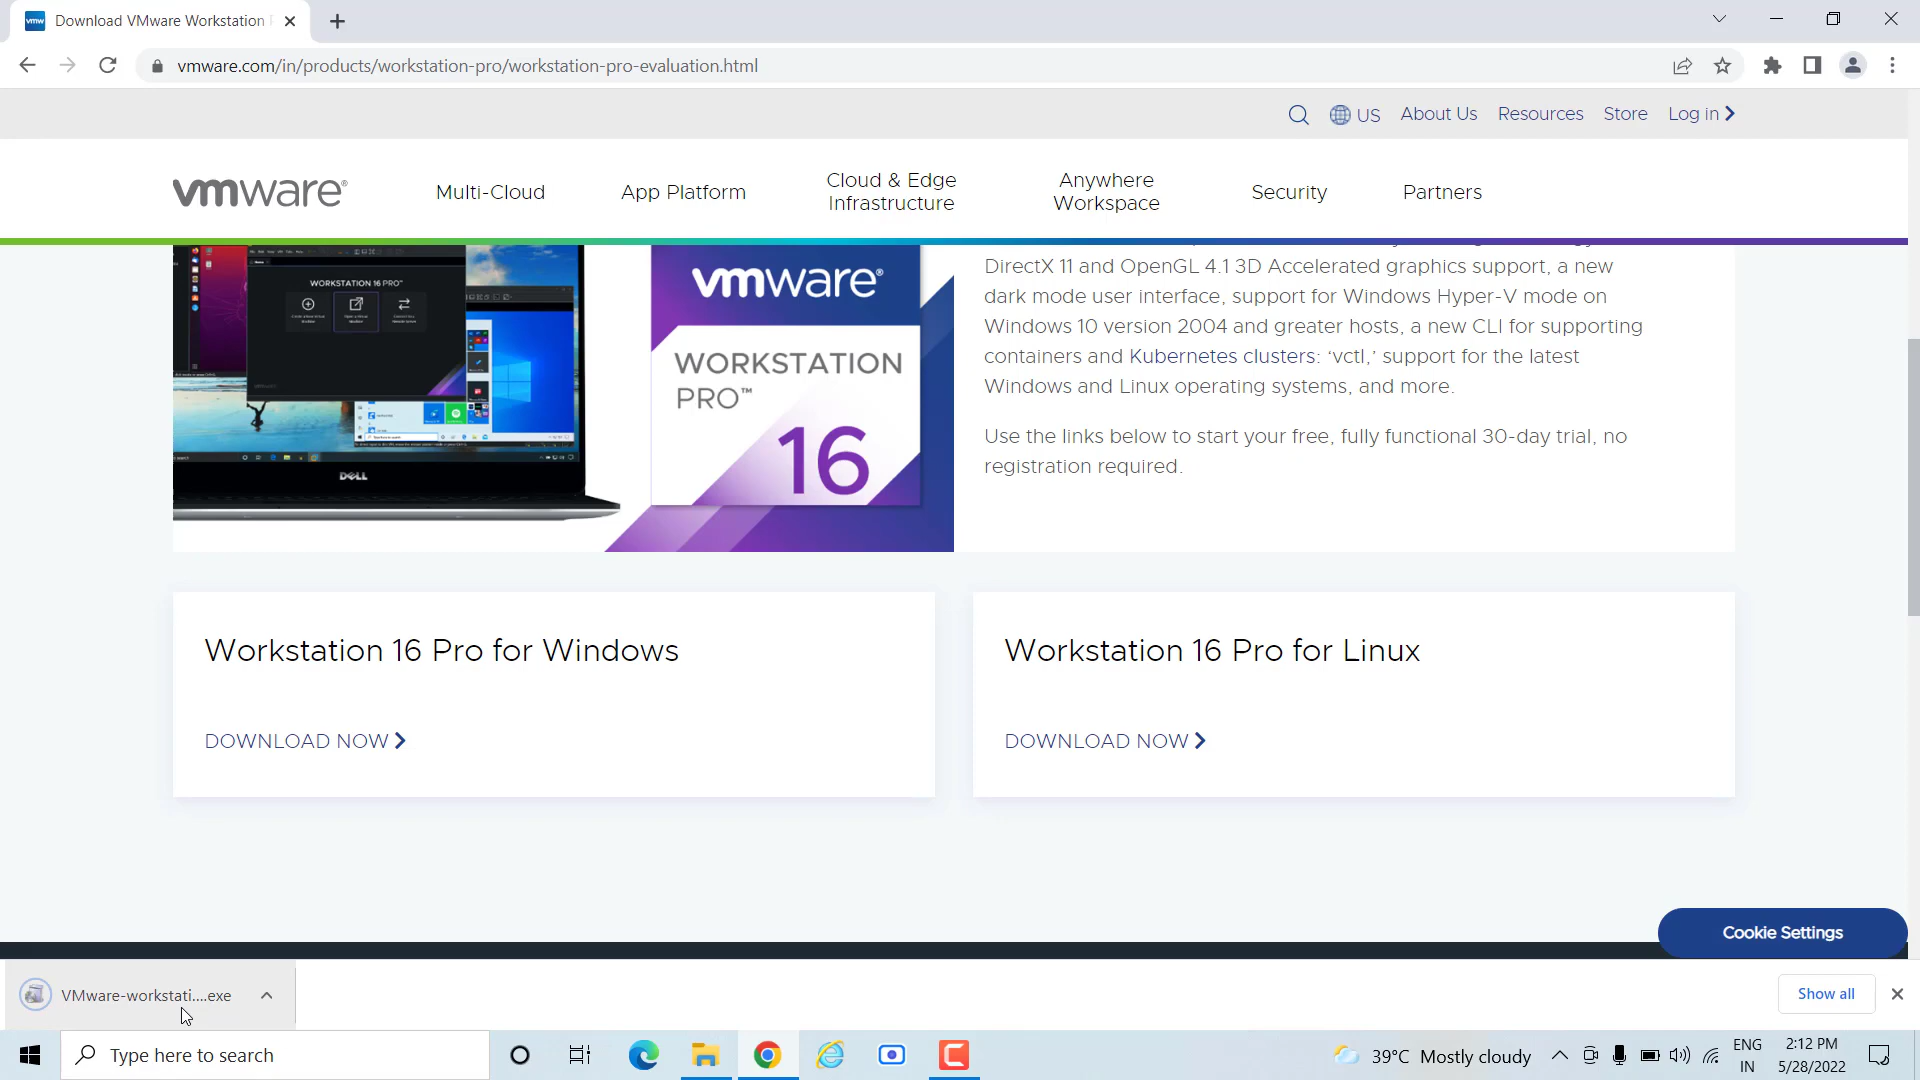 vmw Download VMware Workstation
vmware.com/in/products/workstation-pro/workstation-pro-evaluation.html
US About Us Resources Store Log in
vmware®
Multi-Cloud
App Platform
Cloud & Edge
Infrastructure
Anywhere
Workspace
Security
Partners
WORKSTATION 16 PRO™
DELL
vmware®
WORKSTATION
PRO™
16
DirectX 11 and OpenGL 4.1 3D Accelerated graphics support, a new
dark mode user interface, support for Windows Hyper-V mode on
Windows 10 version 2004 and greater hosts, a new CLI for supporting
containers and Kubernetes clusters: ‘vctl,’ support for the latest
Windows and Linux operating systems, and more.
Use the links below to start your free, fully functional 30-day trial, no
registration required.
Workstation 16 Pro for Windows
DOWNLOAD NOW
Workstation 16 Pro for Linux
DOWNLOAD NOW
Cookie Settings
VMware-workstati....exe
Show all
Type here to search
39°C Mostly cloudy
ENG
IN
2:12 PM
5/28/2022